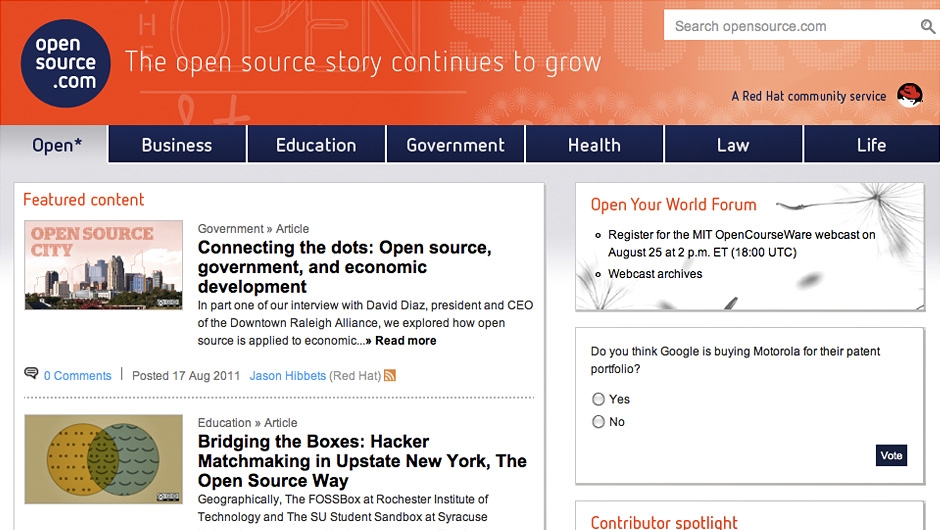 open
source
.com
The open source story continues to grow
Search opensource.com
A Red Hat community service
Open*
Business
Education
Government
Health
Law
Life
Featured content
OPEN SOURCE
CITY
Government » Article
Connecting the dots: Open source,
government, and economic
development
In part one of our interview with David Diaz, president and CEO
of the Downtown Raleigh Alliance, we explored how open
source is applied to economic...» Read more
0 Comments
Posted 17 Aug 2011 Jason Hibbets (Red Hat)
Education » Article
Bridging the Boxes: Hacker
Matchmaking in Upstate New York, The
Open Source Way
Geographically, The FOSSBox at Rochester Institute of
Technology and The SU Student Sandbox at Syracuse
Open Your World Forum
Register for the MIT OpenCourseWare webcast on
August 25 at 2 p.m. ET (18:00 UTC)
Webcast archives
Do you think Google is buying Motorola for their patent
portfolio?
Yes
No
Vote
Contributor spotlight